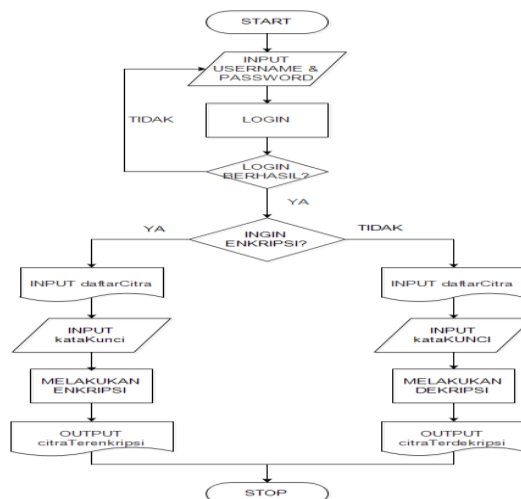 START
INPUT
USERNAME &
PASSWORD
TIDAK
LOGIN
LOGIN
BERHASIL?
YA
YA
INGIN
ENKRIPSI?
TIDAK
INPUT daftarCitra
INPUT daftarCitra
INPUT
kataKunci
INPUT
kataKUNCI
MELAKUKAN
ENKRIPSI
MELAKUKAN
DEKRIPSI
OUTPUT
citraTerenkripsi
OUTPUT
citraTerdekripsi
STOP